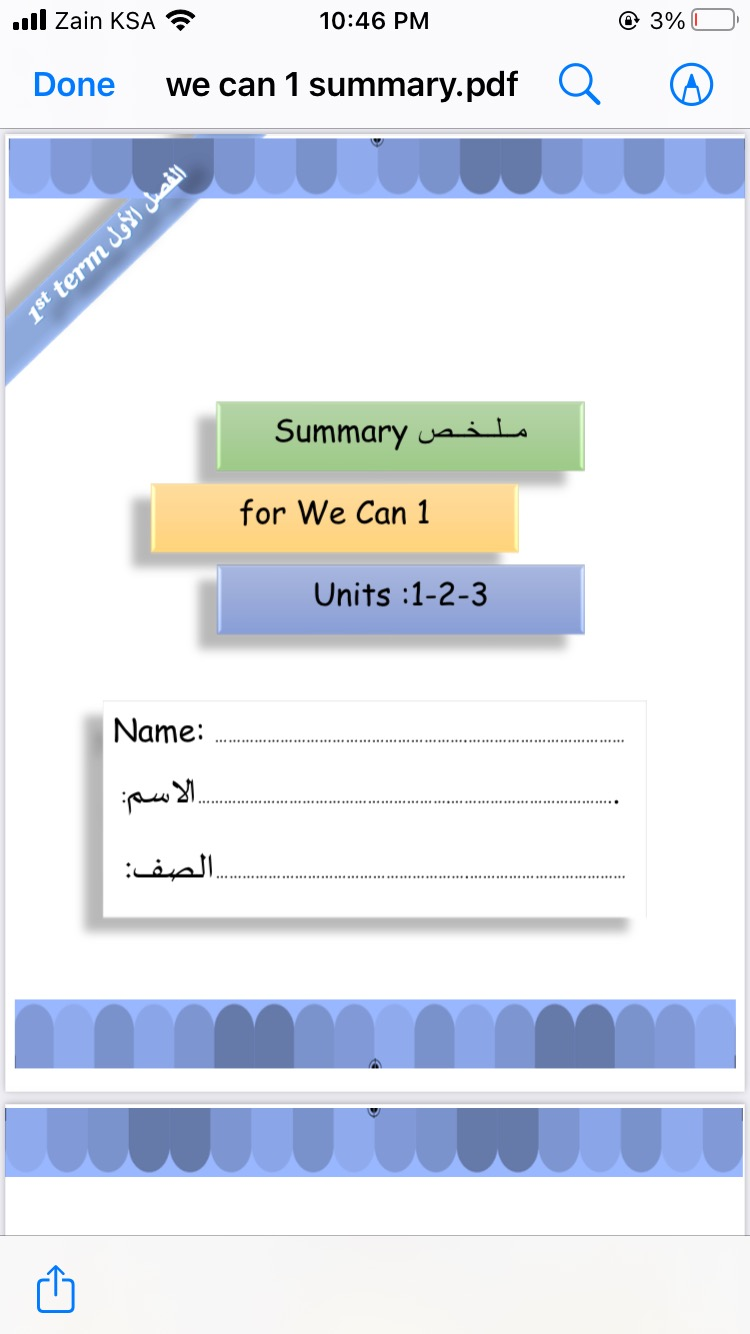 Zain KSA 10:46 PM 3%
Done we can 1 summary.pdf
1st term الفصل الأول
Summary ملخص
for We Can 1
Units :1-2-3
Name: ......................................................
الاسم:.......................................................
الصف:......................................................